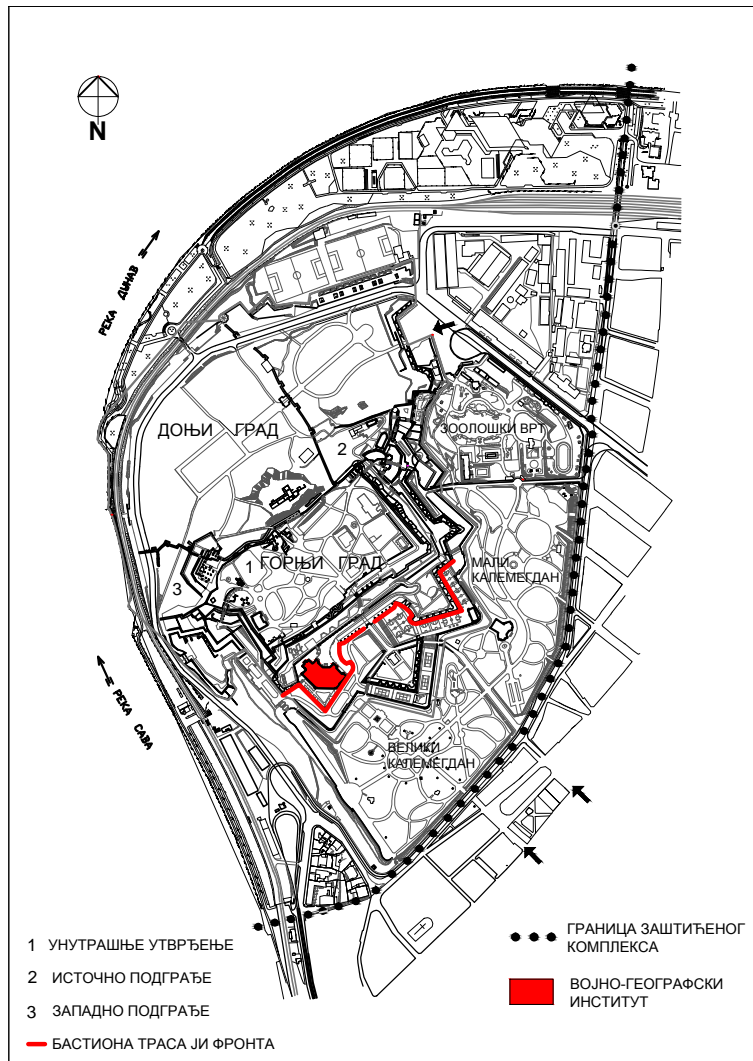 N
РЕКА ДУНАВ
ДОЊИ ГРАД
2
ЗООЛОШКИ ВРТ
1
ГОРЊИ ГРАД
МАЛИ
КАЛЕМЕГДАН
3
РЕКА САВА
ВЕЛИКИ
КАЛЕМЕГДАН
1 УНУТРАШЊЕ УТВРЂЕЊЕ
2 ИСТОЧНО ПОДГРАЂЕ
3 ЗАПАДНО ПОДГРАЂЕ
БАСТИОНА ТРАСА ЈИ ФРОНТА
ГРАНИЦА ЗАШТИЋЕНОГ
КОМПЛЕКСА
ВОЈНО-ГЕОГРАФСКИ
ИНСТИТУТ